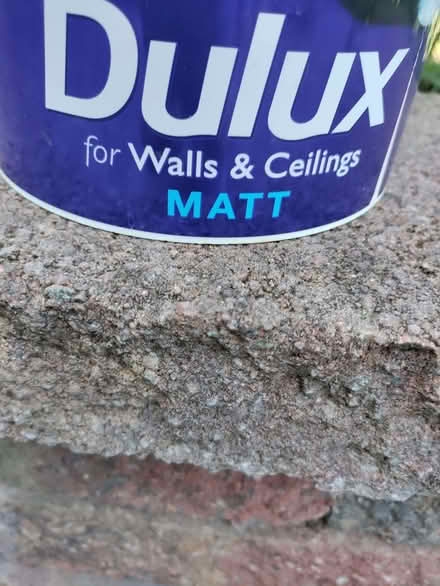 Dulux
for Walls & Ceilings
MATT